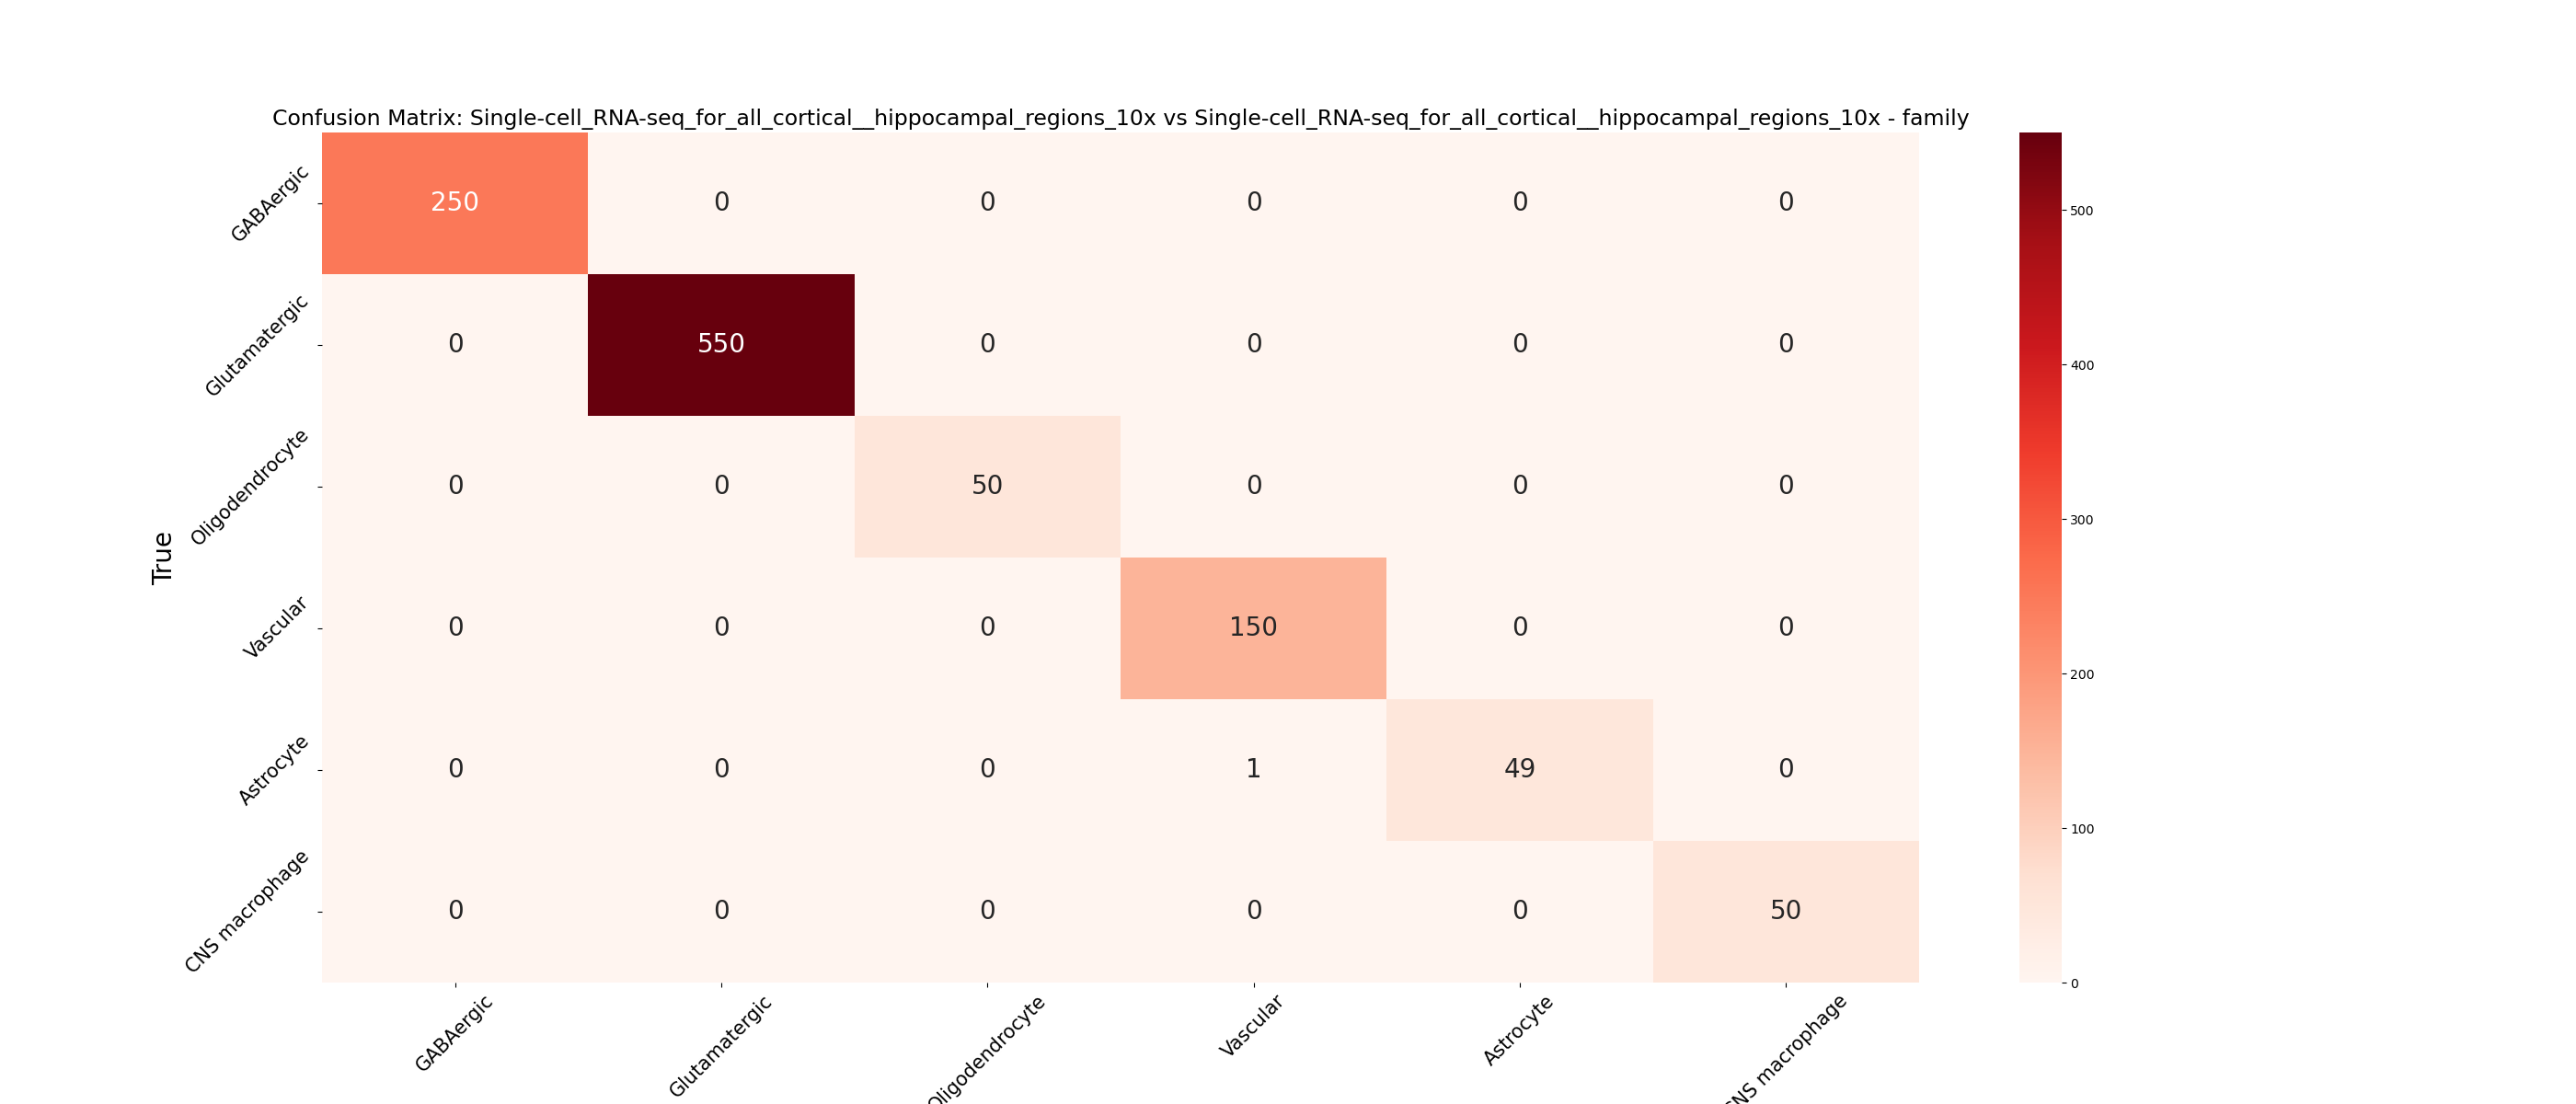 Confusion Matrix: Single-cell_RNA-seq_for_all_cortical__hippocampal_regions_10x vs Single-cell_RNA-seq_for_all_cortical__hippocampal_regions_10x - family
True
GABAergic 250 0 0 0 0 0
Glutamatergic 0 550 0 0 0 0
Oligodendrocyte 0 0 50 0 0 0
Vascular 0 0 0 150 0 0
Astrocyte 0 0 0 1 49 0
CNS macrophage 0 0 0 0 0 50
GABAergic Glutamatergic Oligodendrocyte Vascular Astrocyte CNS macrophage
500
400
300
200
100
0